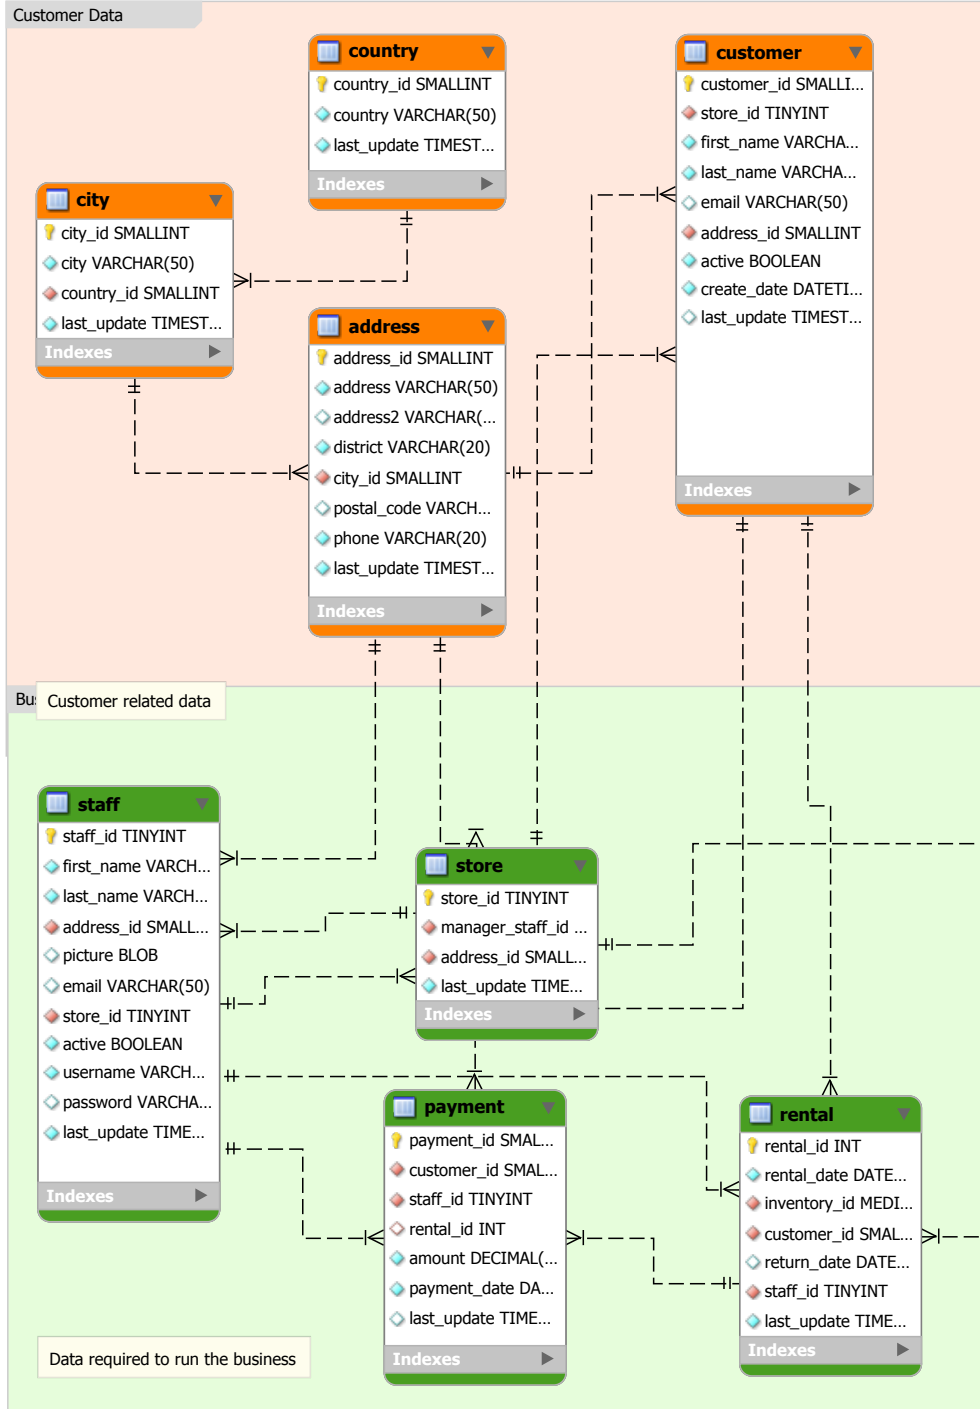 Customer Data
country
country_id SMALLINT
country VARCHAR(50)
last_update TIMEST...
Indexes
customer
customer_id SMALLI...
store_id TINYINT
first_name VARCHA...
last_name VARCHA...
email VARCHAR(50)
address_id SMALLINT
active BOOLEAN
create_date DATETI...
last_update TIMEST...
Indexes
city
city_id SMALLINT
city VARCHAR(50)
country_id SMALLINT
last_update TIMEST...
Indexes
address
address_id SMALLINT
address VARCHAR(50)
address2 VARCHAR(...
district VARCHAR(20)
city_id SMALLINT
postal_code VARCH...
phone VARCHAR(20)
last_update TIMEST...
Indexes
Customer related data
staff
staff_id TINYINT
first_name VARCH...
last_name VARCH...
address_id SMALL...
picture BLOB
email VARCHAR(50)
store_id TINYINT
active BOOLEAN
username VARCH...
password VARCHA...
last_update TIME...
Indexes
store
store_id TINYINT
manager_staff_id ...
address_id SMALL...
last_update TIME...
Indexes
payment
payment_id SMAL...
customer_id SMAL...
staff_id TINYINT
rental_id INT
amount DECIMAL(...
payment_date DA...
last_update TIME...
Indexes
rental
rental_id INT
rental_date DATE...
inventory_id MEDI...
customer_id SMAL...
return_date DATE...
staff_id TINYINT
last_update TIME...
Indexes
Data required to run the business